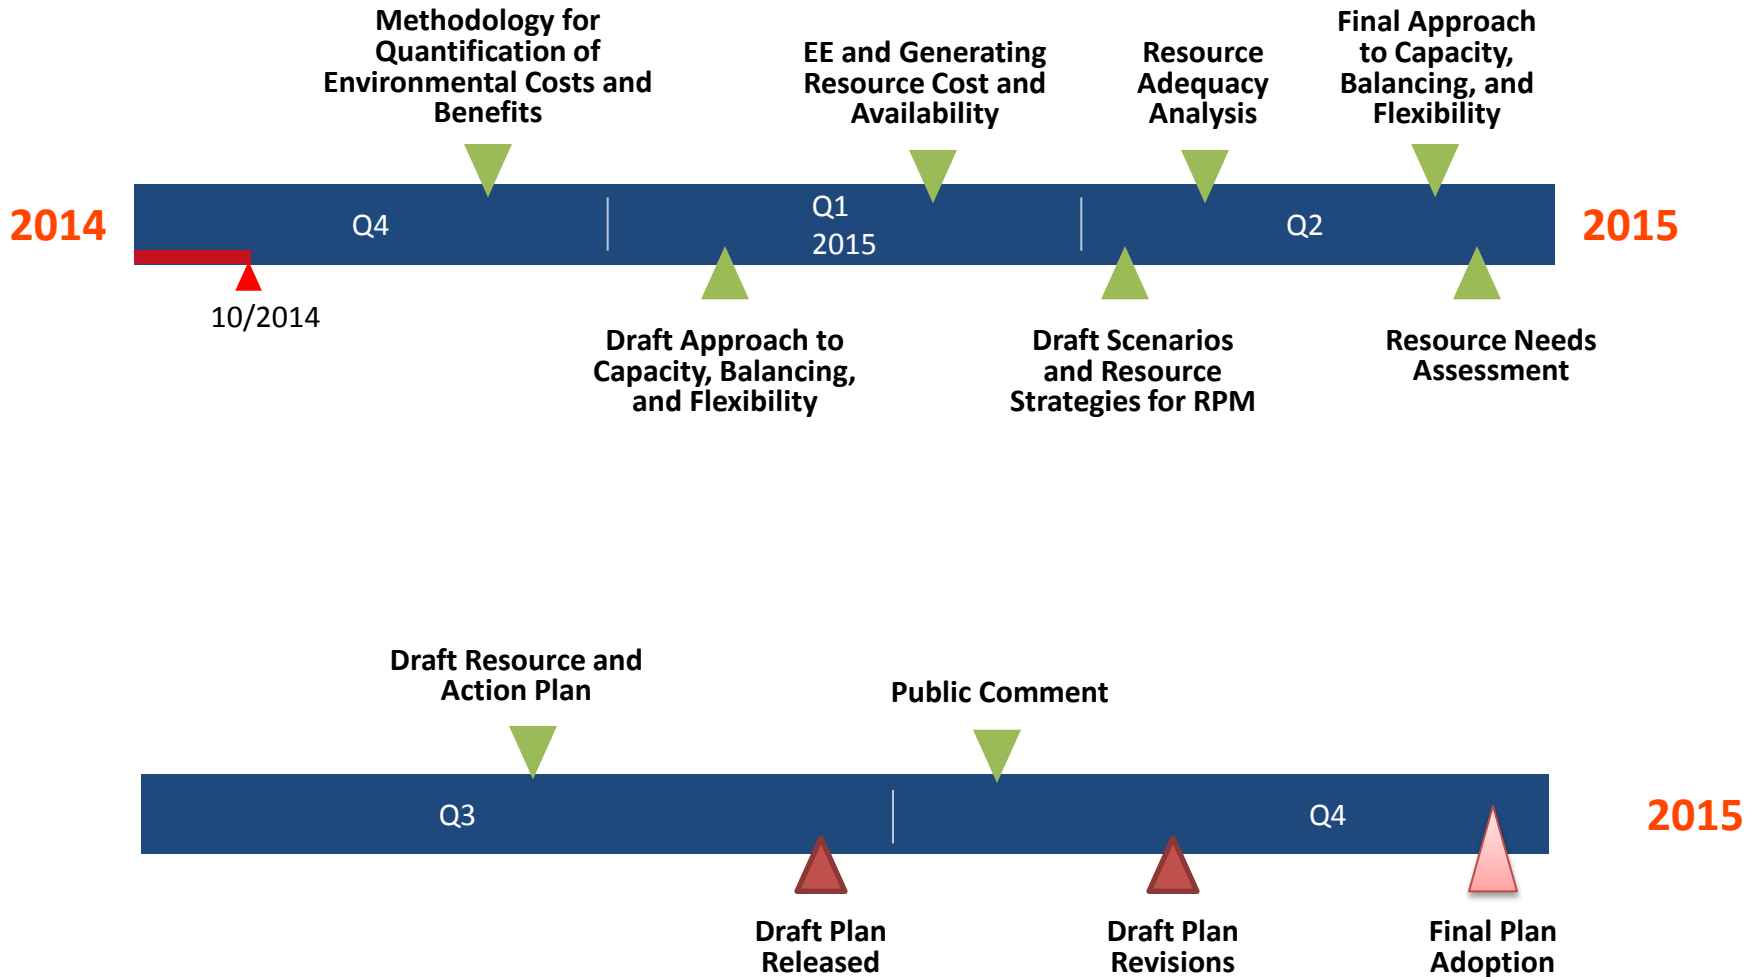 Methodology for
Quantification of
Environmental Costs and
Benefits
EE and Generating
Resource Cost and
Availability
Resource
Adequacy
Analysis
Final Approach
to Capacity,
Balancing, and
Flexibility
2014
Q4
Q1
2015
Q2
2015
10/2014
Draft Approach to
Capacity, Balancing,
and Flexibility
Draft Scenarios
and Resource
Strategies for RPM
Resource Needs
Assessment
Draft Resource and
Action Plan
Public Comment
Q3
Q4
2015
Draft Plan
Released
Draft Plan
Revisions
Final Plan
Adoption